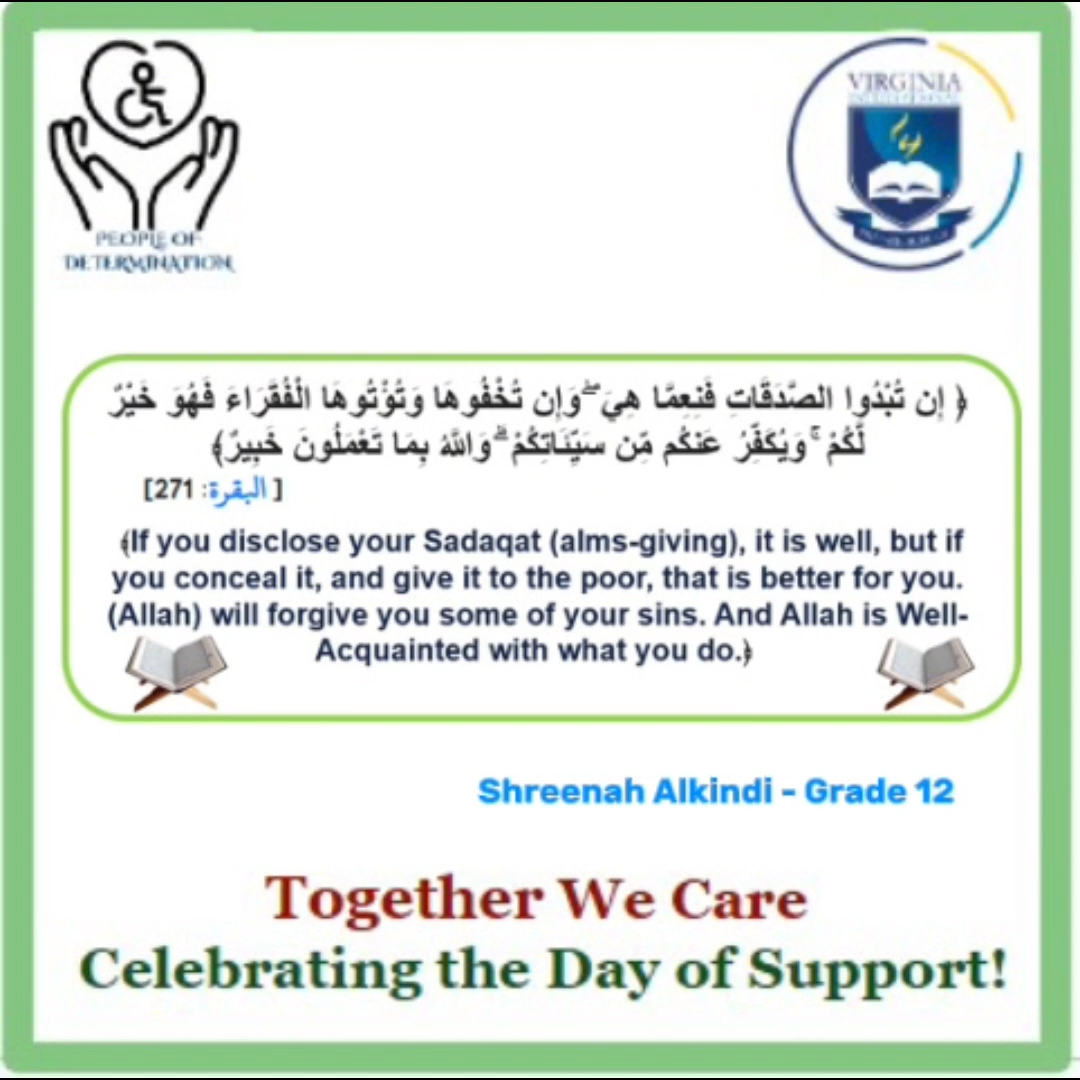 PEOPLE OF
DETERMINATION
VIRGINIA
﴿ إِن تُبْدُوا الصَّدَقَاتِ فَنِعِمَّا هِيَ ۖ وَإِن تُخْفُوهَا وَتُؤْتُوهَا الْفُقَرَاءَ فَهُوَ خَيْرٌ
لَّكُمْ ۚ وَيُكَفِّرُ عَنكُم مِّن سَيِّئَاتِكُمْ ۗ وَاللَّهُ بِمَا تَعْمَلُونَ خَبِيرٌ﴾
[ البقرة: 271]
﴿If you disclose your Sadaqat (alms-giving), it is well, but if
you conceal it, and give it to the poor, that is better for you.
(Allah) will forgive you some of your sins. And Allah is Well-
Acquainted with what you do.﴾
Shreenah Alkindi - Grade 12
Together We Care
Celebrating the Day of Support!